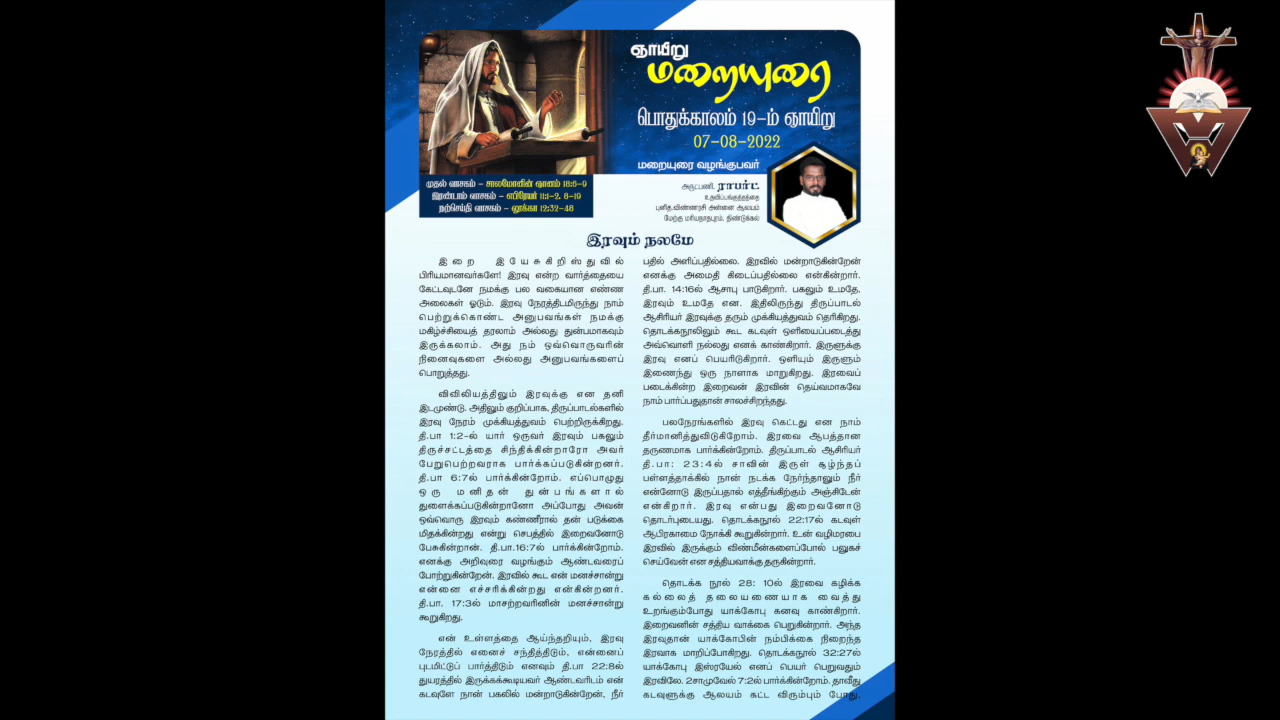 ஞாயிறு
மறையுரை
பொதுக்காலம் 19-ம் ஞாயிறு
07-08-2022
மறையுரை வழங்குபவர்
முதல் வாசகம் - சாலமோனின் ஞானம் 18:6-9
இரண்டாம் வாசகம் - எபிரேயர் 11:1-2, 8-19
நற்செய்தி வாசகம் - லூக்கா 12:32-48
அருட்பணி. ராபர்ட்
உதவிப்பங்குத்தந்தை
புனித.விண்ணரசி அன்னை ஆலயம்
மேற்கு மரியநாதபுரம், திண்டுக்கல்
இரவும் நலமே
இறை இயேசுகிறிஸ்துவில்
பிரியமானவர்களே! இரவு என்ற வார்த்தையை
கேட்டவுடனே நமக்கு பல வகையான எண்ண
அலைகள் ஓடும். இரவு நேரத்திடமிருந்து நாம்
பெற்றுக்கொண்ட அனுபவங்கள் நமக்கு
மகிழ்ச்சியைத் தரலாம் அல்லது துன்பமாகவும்
இருக்கலாம். அது நம் ஒவ்வொருவரின்
நினைவுகளை அல்லது அனுபவங்களைப்
பொறுத்தது.
விவிலியத்திலும் இரவுக்கு என தனி
இடமுண்டு. அதிலும் குறிப்பாக, திருப்பாடல்களில்
இரவு நேரம் முக்கியத்துவம் பெற்றிருக்கிறது.
தி.பா 1:2-ல் யார் ஒருவர் இரவும் பகலும்
திருச்சட்டத்தை சிந்திக்கின்றாரோ அவர்
பேறுபெற்றவராக பார்க்கப்படுகின்றனர்.
தி.பா 6:7ல் பார்க்கின்றோம். எப்பொழுது
ஒரு மனிதன் துன்பங்களால்
துளைக்கப்படுகின்றானோ அப்போது அவன்
ஒவ்வொரு இரவும் கண்ணீரால் தன் படுக்கை
மிதக்கின்றது என்று செபத்தில் இறைவனோடு
பேசுகின்றான். தி.பா.16:7ல் பார்க்கின்றோம்.
எனக்கு அறிவுரை வழங்கும் ஆண்டவரைப்
போற்றுகின்றேன், இரவில் கூட என் மனச்சான்று
என்னை எச்சரிக்கின்றது என்கின்றனர்.
தி.பா. 17:3ல் மாசற்றவரினின் மனச்சான்று
கூறுகிறது.
என் உள்ளத்தை ஆய்ந்தறியும், இரவு
நேரத்தில் எனைச் சந்தித்திடும், என்னைப்
புடமிட்டுப் பார்த்திடும் எனவும் தி.பா 22:8ல்
துயரத்தில் இருக்கக்கூடியவர் ஆண்டவரிடம் என்
கடவுளே நான் பகலில் மன்றாடுகின்றேன், நீர்
பதில் அளிப்பதில்லை. இரவில் மன்றாடுகின்றேன்
எனக்கு அமைதி கிடைப்பதில்லை என்கின்றார்.
தி.பா. 14:16ல் ஆசாபு பாடுகிறார். பகலும் உமதே,
இரவும் உமதே என. இதிலிருந்து திருப்பாடல்
ஆசிரியர் இரவுக்கு தரும் முக்கியத்துவம் தெரிகிறது.
தொடக்கநூலிலும் கூட கடவுள் ஒளியைப்படைத்து
அவ்வொளி நல்லது எனக் காண்கிறார். இருளுக்கு
இரவு எனப் பெயரிடுகிறார். ஒளியும் இருளும்
இணைந்து ஒரு நாளாக மாறுகிறது. இரவைப்
படைக்கின்ற இறைவன் இரவின் தெய்வமாகவே
நாம் பார்ப்பதுதான் சாலச்சிறந்தது.
பலநேரங்களில் இரவு கெட்டது என நாம்
தீர்மானித்துவிடுகிறோம். இரவை ஆபத்தான
தருணமாக பார்க்கின்றோம். திருப்பாடல் ஆசிரியர்
தி.பா: 23:4ல் சாவின் இருள் சூழ்ந்தப்
பள்ளத்தாக்கில் நான் நடக்க நேர்ந்தாலும் நீர்
என்னோடு இருப்பதால் எத்தீங்கிற்கும் அஞ்சிடேன்
என்கிறார். இரவு என்பது இறைவனோடு
தொடர்புடையது. தொடக்கநூல் 22:17ல் கடவுள்
ஆபிரகாமை நோக்கி கூறுகின்றார். உன் வழிமரபை
இரவில் இருக்கும் விண்மீன்களைப்போல் பலுகச்
செய்வேன் என சத்தியவாக்கு தருகின்றார்.
தொடக்க நூல் 28: 10ல் இரவை கழிக்க
கல்லைத் தலையணையாக வைத்து
உறங்கும்போது யாக்கோபு கனவு காண்கிறார்.
இறைவனின் சத்திய வாக்கை பெறுகின்றார். அந்த
இரவுதான் யாக்கோபின் நம்பிக்கை நிறைந்த
இரவாக மாறிப்போகிறது. தொடக்கநூல் 32:27ல்
யாக்கோபு இஸ்ரயேல் எனப் பெயர் பெறுவதும்
இரவிலே. 2சாமுவேல் 7:2ல் பார்க்கின்றோம். தாவீது
கடவுளுக்கு ஆலயம் கட்ட விரும்பும் போது,